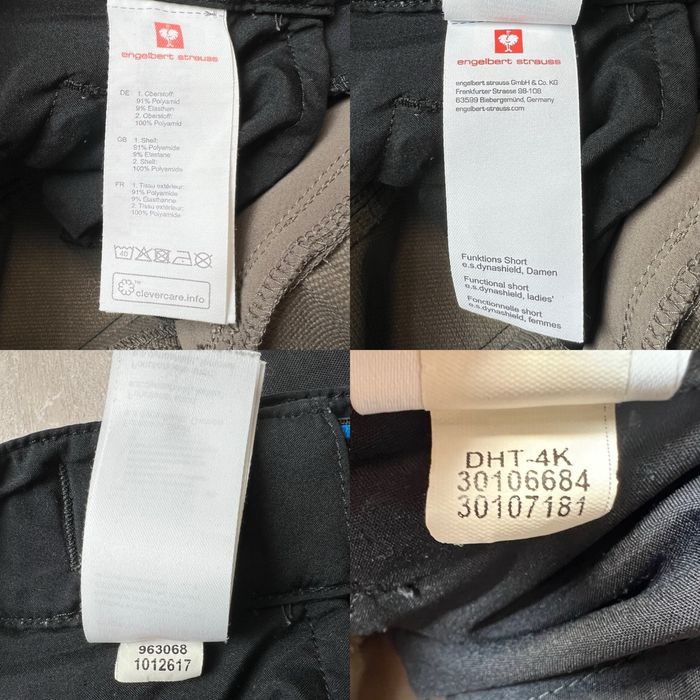 engelbert strauss
DE: 1. Oberstoff:
91% Polyamid
9% Elasthan
2. Oberstoff:
100% Polyamid
GB: 1. Shell:
91% Polyamide
9% Elastane
2. Shell:
100% Polyamide
FR: 1. Tissu extérieur:
91% Polyamide
9% Élasthanne
2. Tissu extérieur:
100% Polyamide
40
clevercare.info
engelbert strauss
engelbert strauss GmbH & Co. KG
Frankfurter Strasse 98-108
63599 Biebergemünd, Germany
engelbert-strauss.com
Funktions Short
e.s.dynashield, Damen
Functional short
e.s.dynashield, ladies'
Fonctionnelle short
e.s.dynashield, femmes
963068
1012617
DHT-4K
30106684
30107181